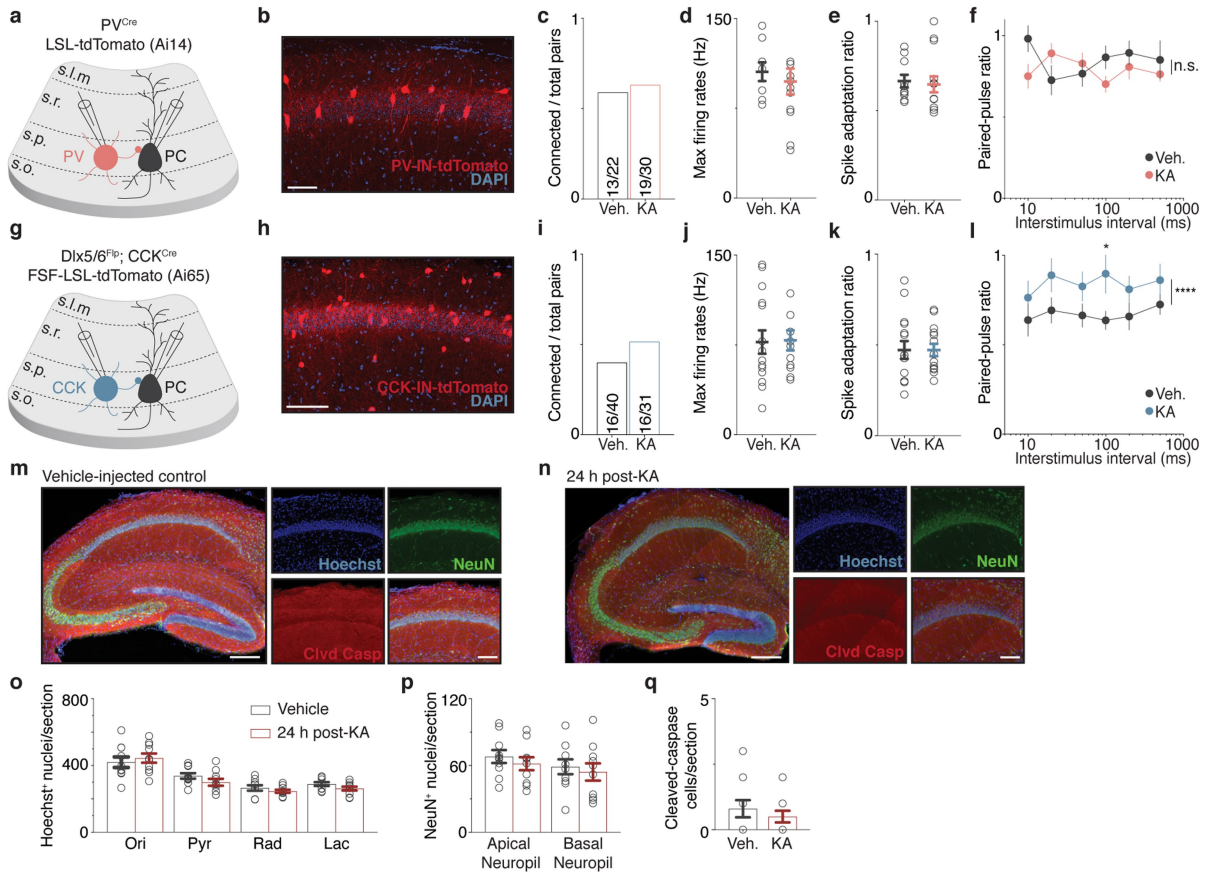 a
PV^Cre
LSL-tdTomato (Ai14)
s.l.m
s.r.
s.p.
s.o.
PV
PC
b
PV-IN-tdTomato
DAPI
c
Connected / total pairs
1
0
13/22
19/30
Veh. KA
d
Max firing rates (Hz)
150
0
Veh. KA
e
Spike adaptation ratio
1
0
Veh. KA
f
Paired-pulse ratio
1
0
n.s.
Veh.
KA
10 100 1000
Interstimulus interval (ms)
g
Dlx5/6^Flp; CCK^Cre
FSF-LSL-tdTomato (Ai65)
s.l.m
s.r.
s.p.
s.o.
CCK
PC
h
CCK-IN-tdTomato
DAPI
i
Connected / total pairs
1
0
16/40
16/31
Veh. KA
j
Max firing rates (Hz)
150
0
Veh. KA
k
Spike adaptation ratio
1
0
Veh. KA
l
Paired-pulse ratio
1
0
*
****
Veh.
KA
10 100 1000
Interstimulus interval (ms)
m
Vehicle-injected control
Hoechst
NeuN
Clvd Casp
n
24 h post-KA
Hoechst
NeuN
Clvd Casp
o
Hoechst⁺ nuclei/section
800
400
0
Vehicle
24 h post-KA
Ori Pyr Rad Lac
p
NeuN⁺ nuclei/section
120
60
0
Apical Basal
Neuropil Neuropil
q
Cleaved-caspase
cells/section
5
0
Veh. KA